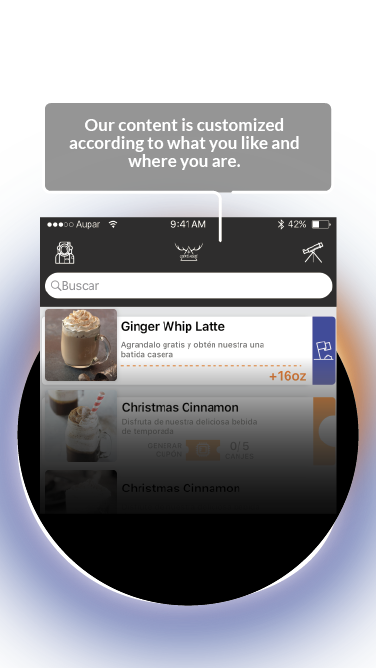 Our content is customized
according to what you like and
where you are.
Aupar 9:41 AM 42%
Buscar
Ginger Whip Latte
Agrandalo gratis y obtén nuestra una
batida casera
+16oz
Christmas Cinnamon
Disfruta de nuestra deliciosa bebida
de temporada
0/5
Christmas Cinnamon